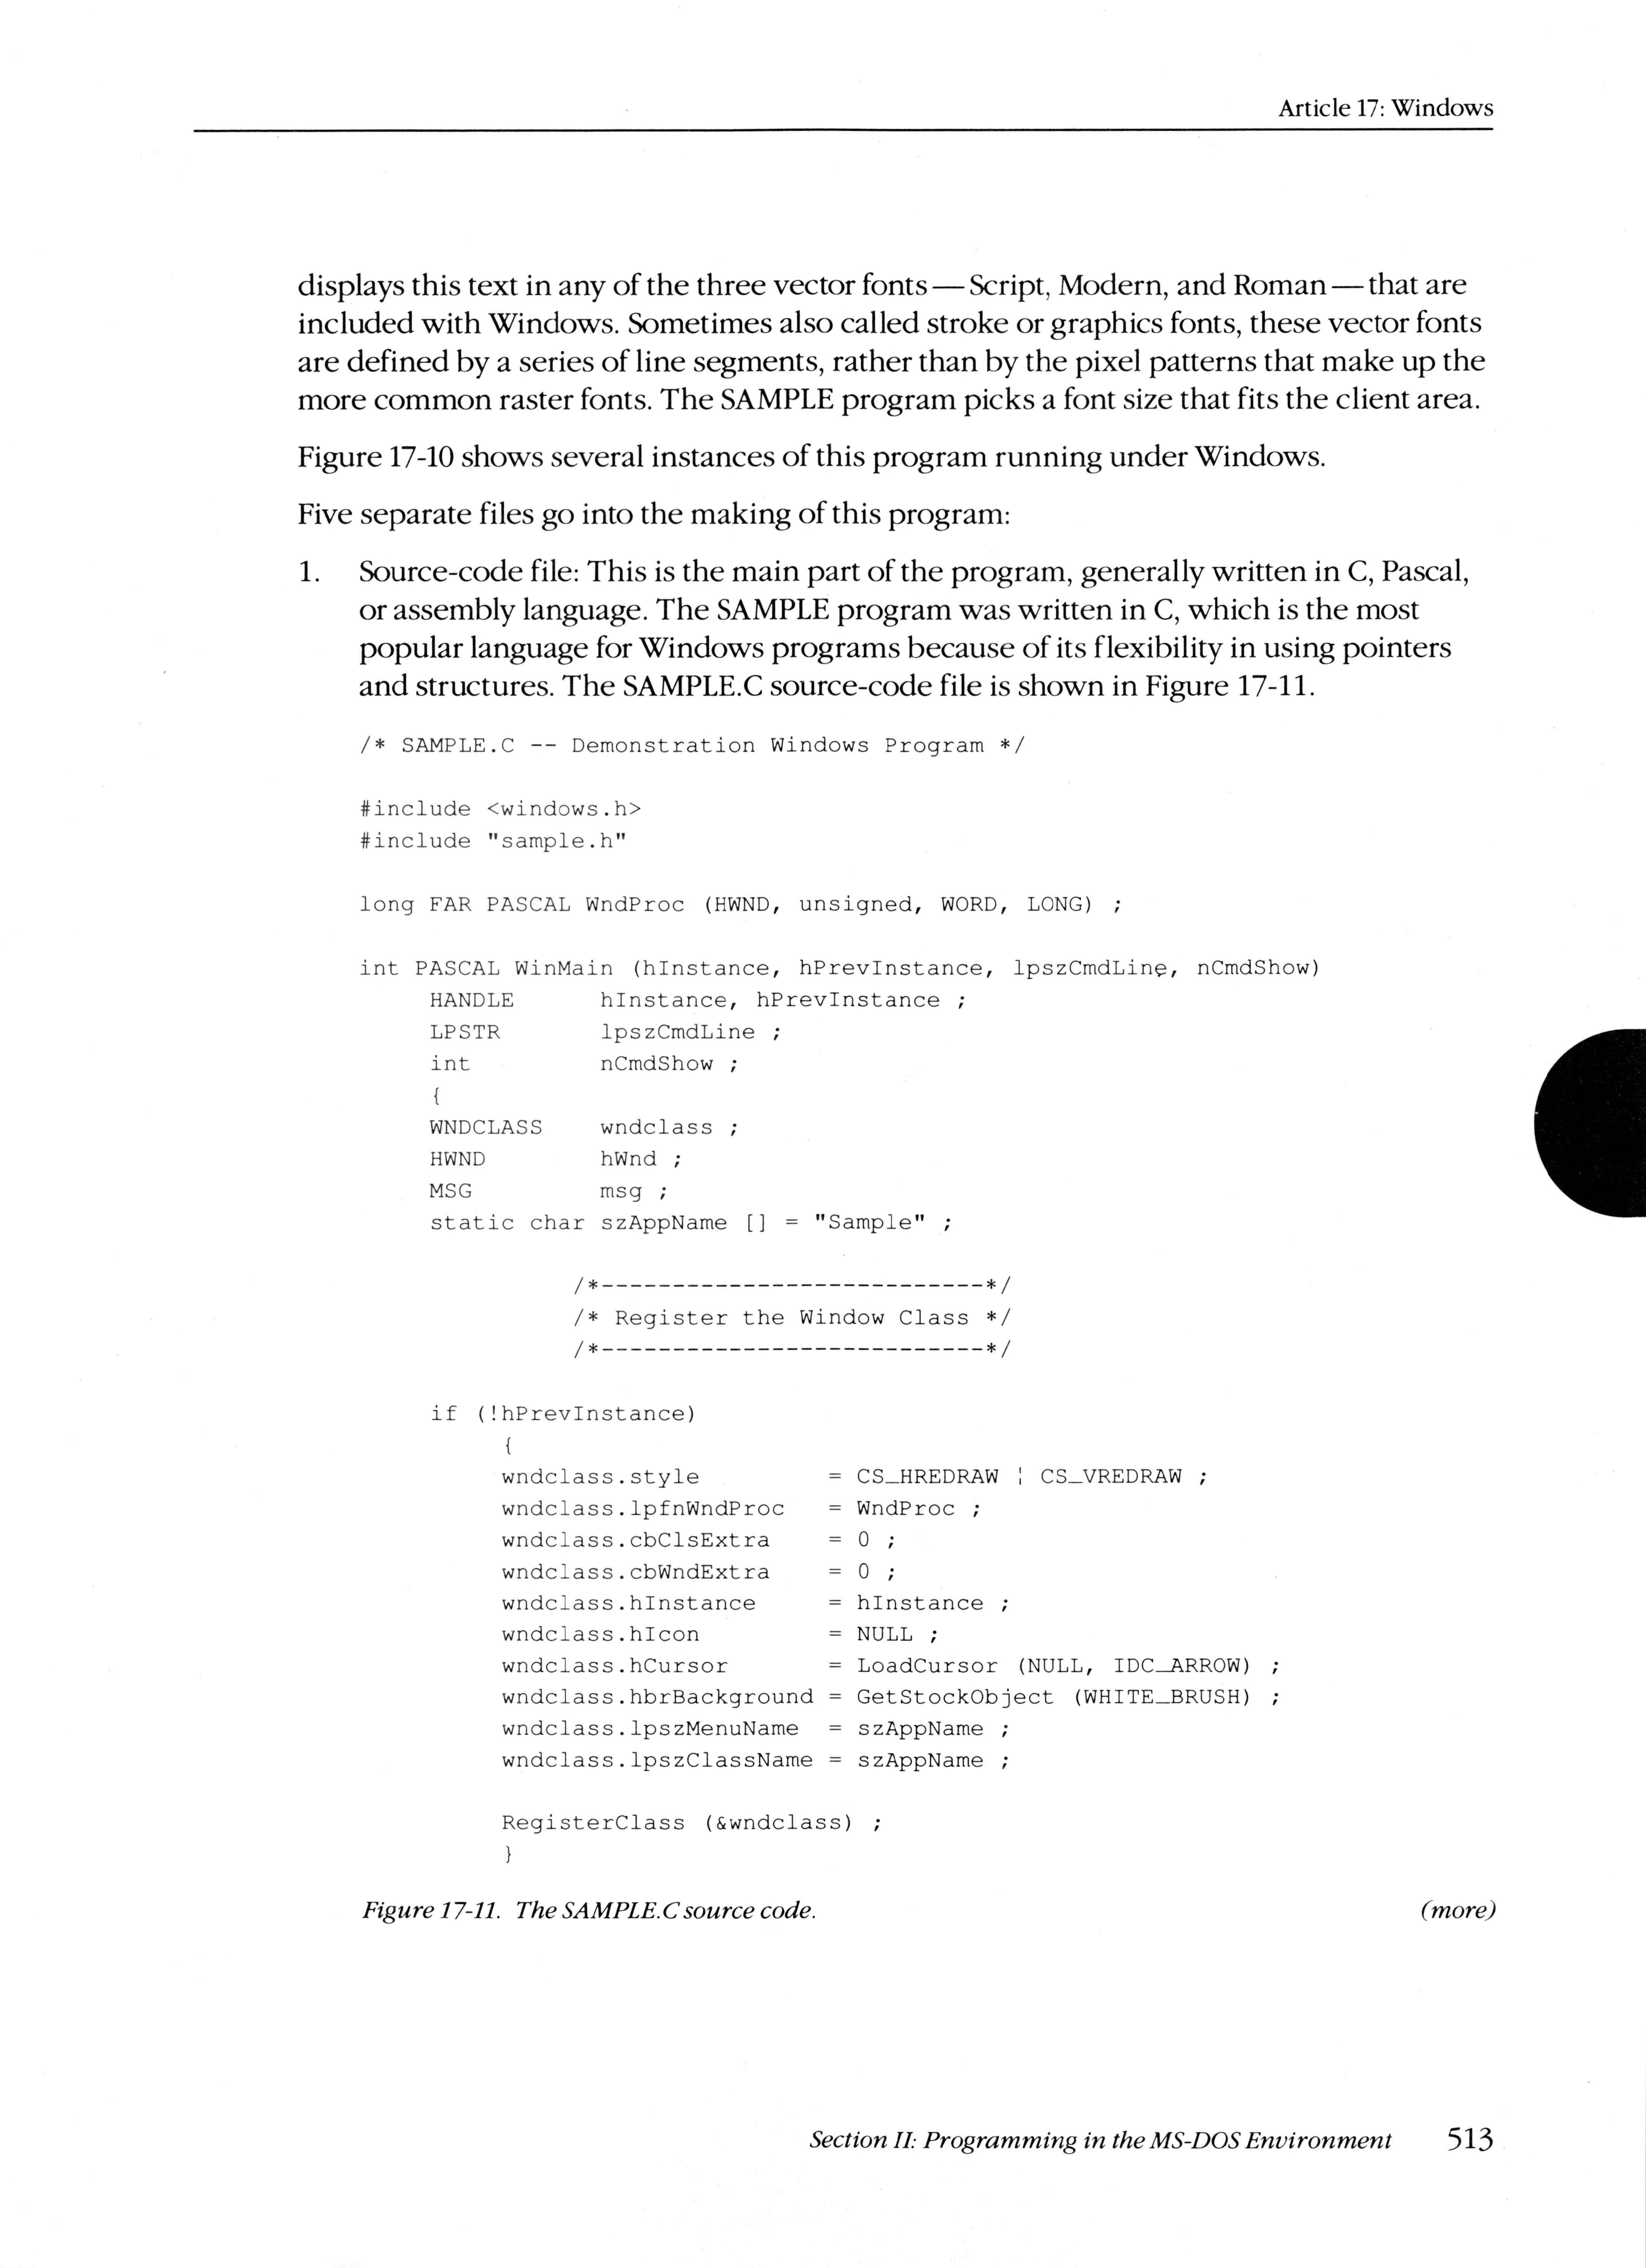 Article 17: Windows
displays this text in any of the three vector fonts — Script, Modern, and Roman — that are
included with Windows. Sometimes also called stroke or graphics fonts, these vector fonts
are defined by a series of line segments, rather than by the pixel patterns that make up the
more common raster fonts. The SAMPLE program picks a font size that fits the client area.
Figure 17-10 shows several instances of this program running under Windows.
Five separate files go into the making of this program:
1. Source-code file: This is the main part of the program, generally written in C, Pascal,
or assembly language. The SAMPLE program was written in C, which is the most
popular language for Windows programs because of its flexibility in using pointers
and structures. The SAMPLE.C source-code file is shown in Figure 17-11.
/* SAMPLE.C -- Demonstration Windows Program */
#include <windows.h>
#include "sample.h"
long FAR PASCAL WndProc (HWND, unsigned, WORD, LONG) ;
int PASCAL WinMain (hInstance, hPrevInstance, lpszCmdLine, nCmdShow)
     HANDLE      hInstance, hPrevInstance ;
     LPSTR       lpszCmdLine ;
     int         nCmdShow ;
     {
     WNDCLASS    wndclass ;
     HWND        hWnd ;
     MSG         msg ;
     static char szAppName [] = "Sample" ;
               /*---------------------------*/
               /* Register the Window Class */
               /*---------------------------*/
     if (!hPrevInstance)
          {
          wndclass.style         = CS_HREDRAW ¦ CS_VREDRAW ;
          wndclass.lpfnWndProc   = WndProc ;
          wndclass.cbClsExtra    = 0 ;
          wndclass.cbWndExtra    = 0 ;
          wndclass.hInstance     = hInstance ;
          wndclass.hIcon         = NULL ;
          wndclass.hCursor       = LoadCursor (NULL, IDC_ARROW) ;
          wndclass.hbrBackground = GetStockObject (WHITE_BRUSH) ;
          wndclass.lpszMenuName  = szAppName ;
          wndclass.lpszClassName = szAppName ;
          RegisterClass (&wndclass) ;
          }
Figure 17-11. The SAMPLE.C source code. (more)
Section II: Programming in the MS-DOS Environment 513